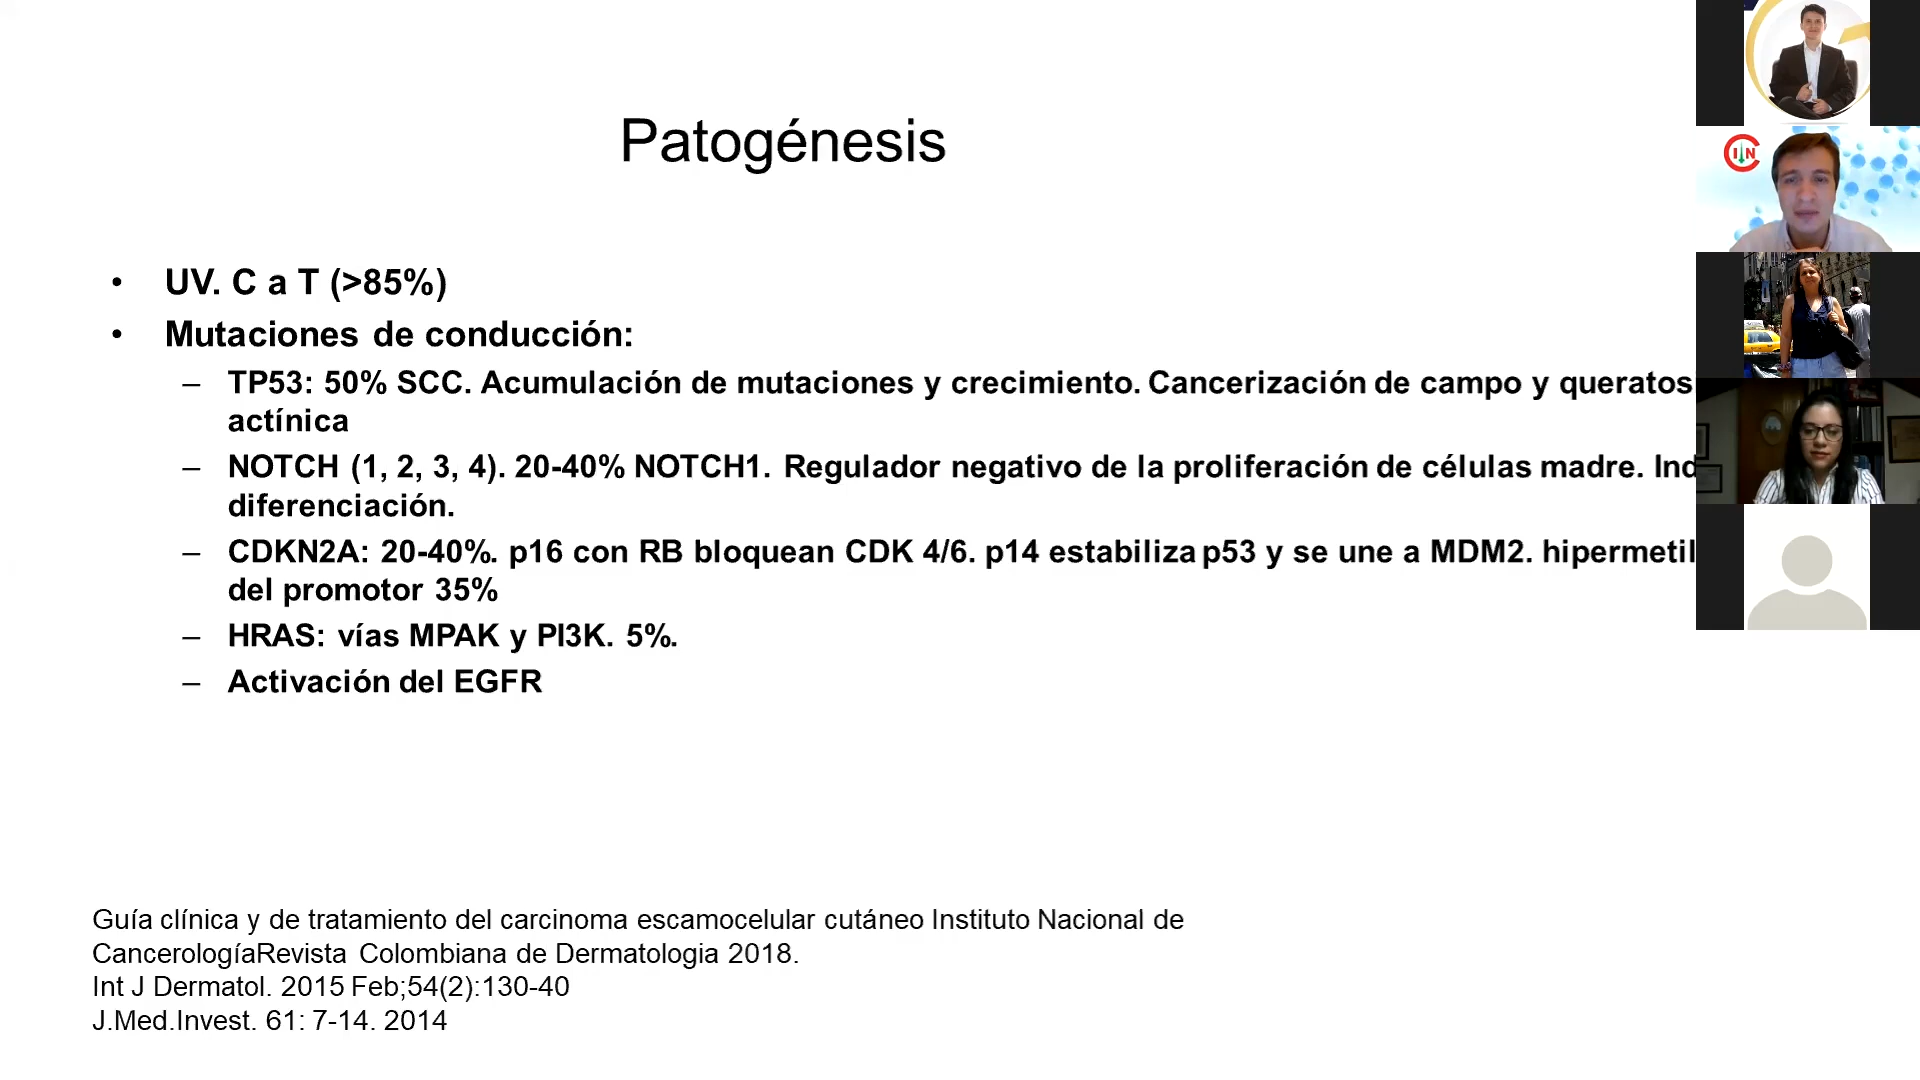 Patogénesis
• UV. C a T (>85%)
• Mutaciones de conducción:
– TP53: 50% SCC. Acumulación de mutaciones y crecimiento. Cancerización de campo y queratos
actínica
– NOTCH (1, 2, 3, 4). 20-40% NOTCH1. Regulador negativo de la proliferación de células madre. Ind
diferenciación.
– CDKN2A: 20-40%. p16 con RB bloquean CDK 4/6. p14 estabiliza p53 y se une a MDM2. hipermetil
del promotor 35%
– HRAS: vías MPAK y PI3K. 5%.
– Activación del EGFR
Guía clínica y de tratamiento del carcinoma escamocelular cutáneo Instituto Nacional de
CancerologíaRevista Colombiana de Dermatologia 2018.
Int J Dermatol. 2015 Feb;54(2):130-40
J.Med.Invest. 61: 7-14. 2014
CIN